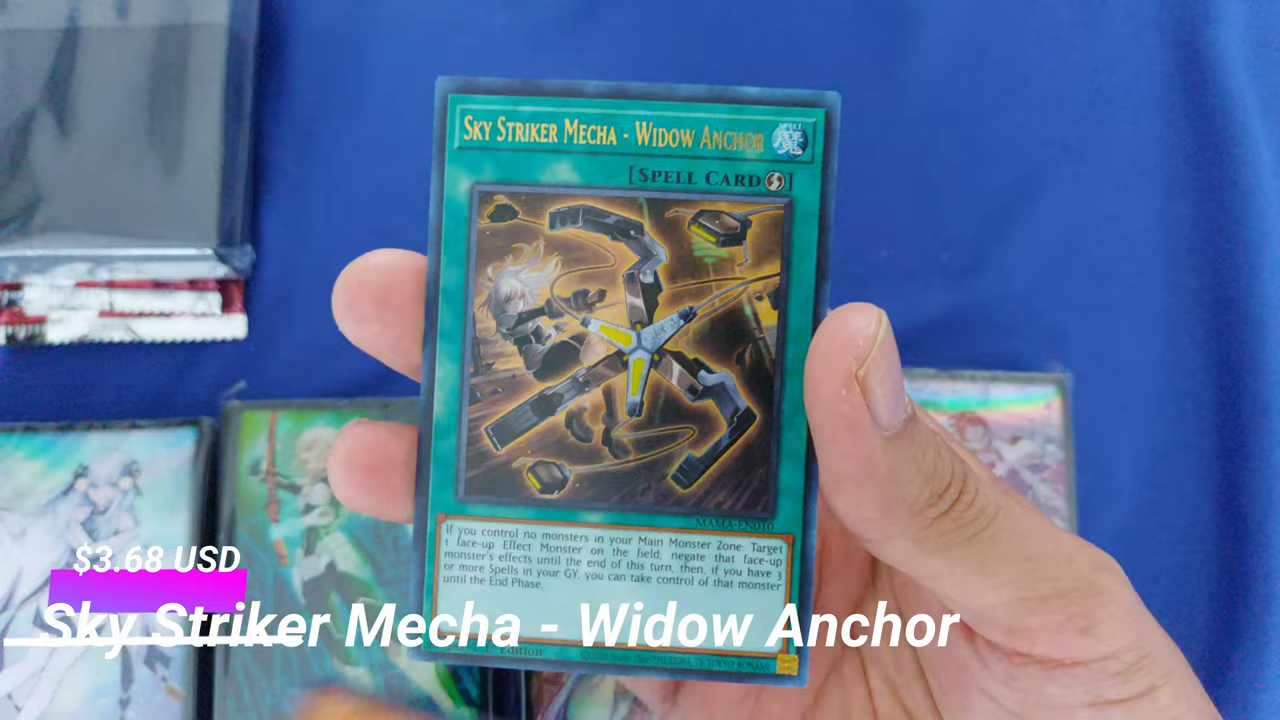 SKY STRIKER MECHA - WIDOW ANCHOR
魔
[SPELL CARD]
MAMA-EN010
If you control no monsters in your Main Monster Zone: Target
1 face-up Effect Monster on the field; negate that face-up
monster's effects until the end of this turn, then, if you have 3
or more Spells in your GY, you can take control of that monster
until the End Phase.
$3.68 USD
Sky Striker Mecha - Widow Anchor
Edition